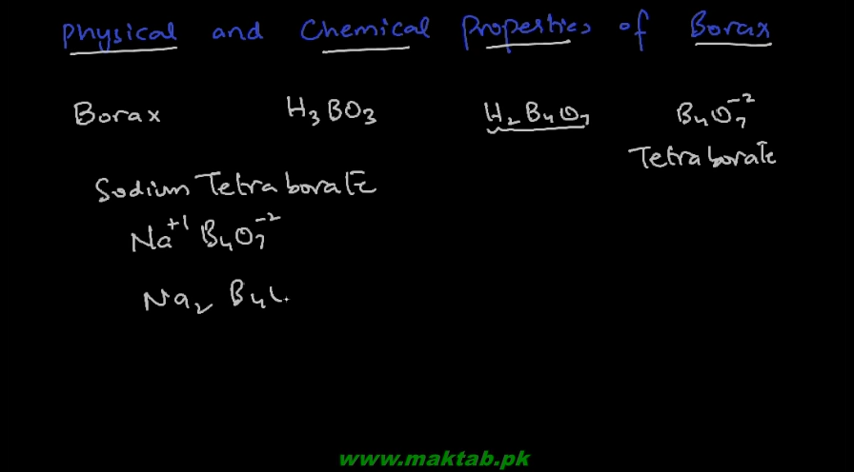 Physical and Chemical Properties of Borax
Borax H₃BO₃ H₂B₄O₇ B₄O₇⁻²
Tetraborate
Sodium Tetraborate
Na⁺¹ B₄O₇⁻²
Na₂ B₄
www.maktab.pk